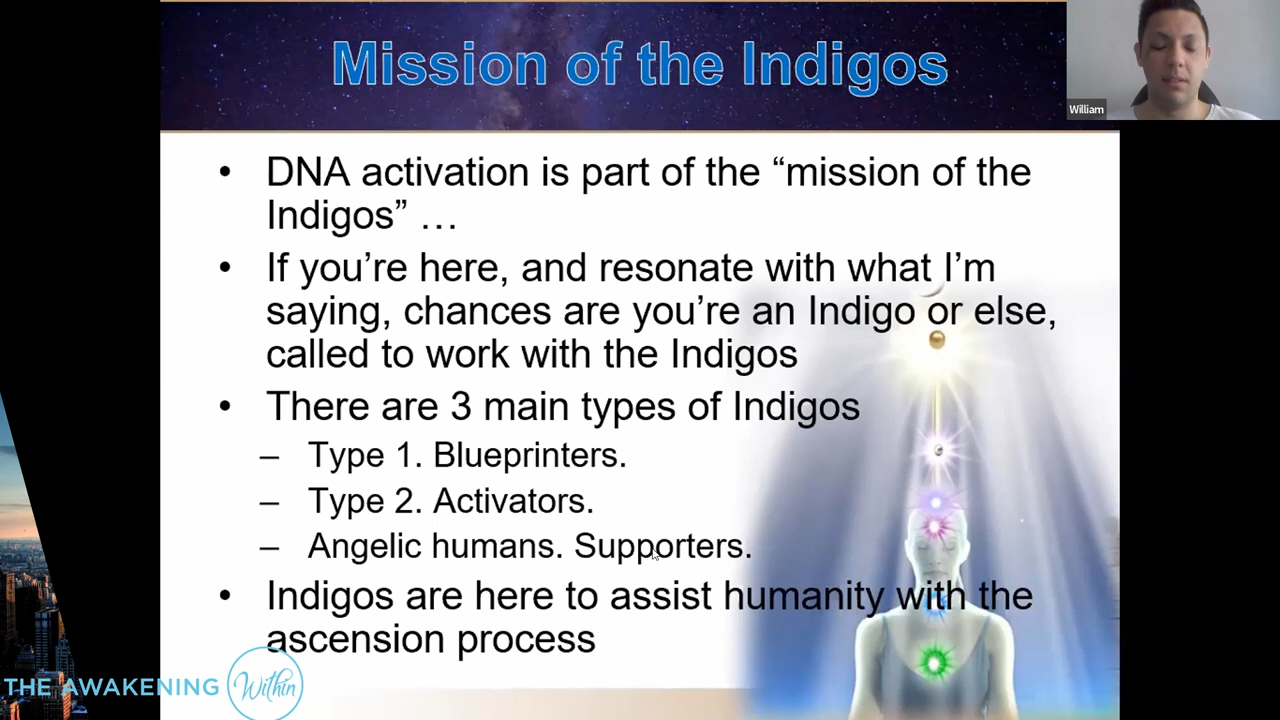 Mission of the Indigos
William
• DNA activation is part of the “mission of the
Indigos” …
• If you’re here, and resonate with what I’m
saying, chances are you’re an Indigo or else,
called to work with the Indigos
• There are 3 main types of Indigos
– Type 1. Blueprinters.
– Type 2. Activators.
– Angelic humans. Supporters.
• Indigos are here to assist humanity with the
ascension process
THE AWAKENING Within